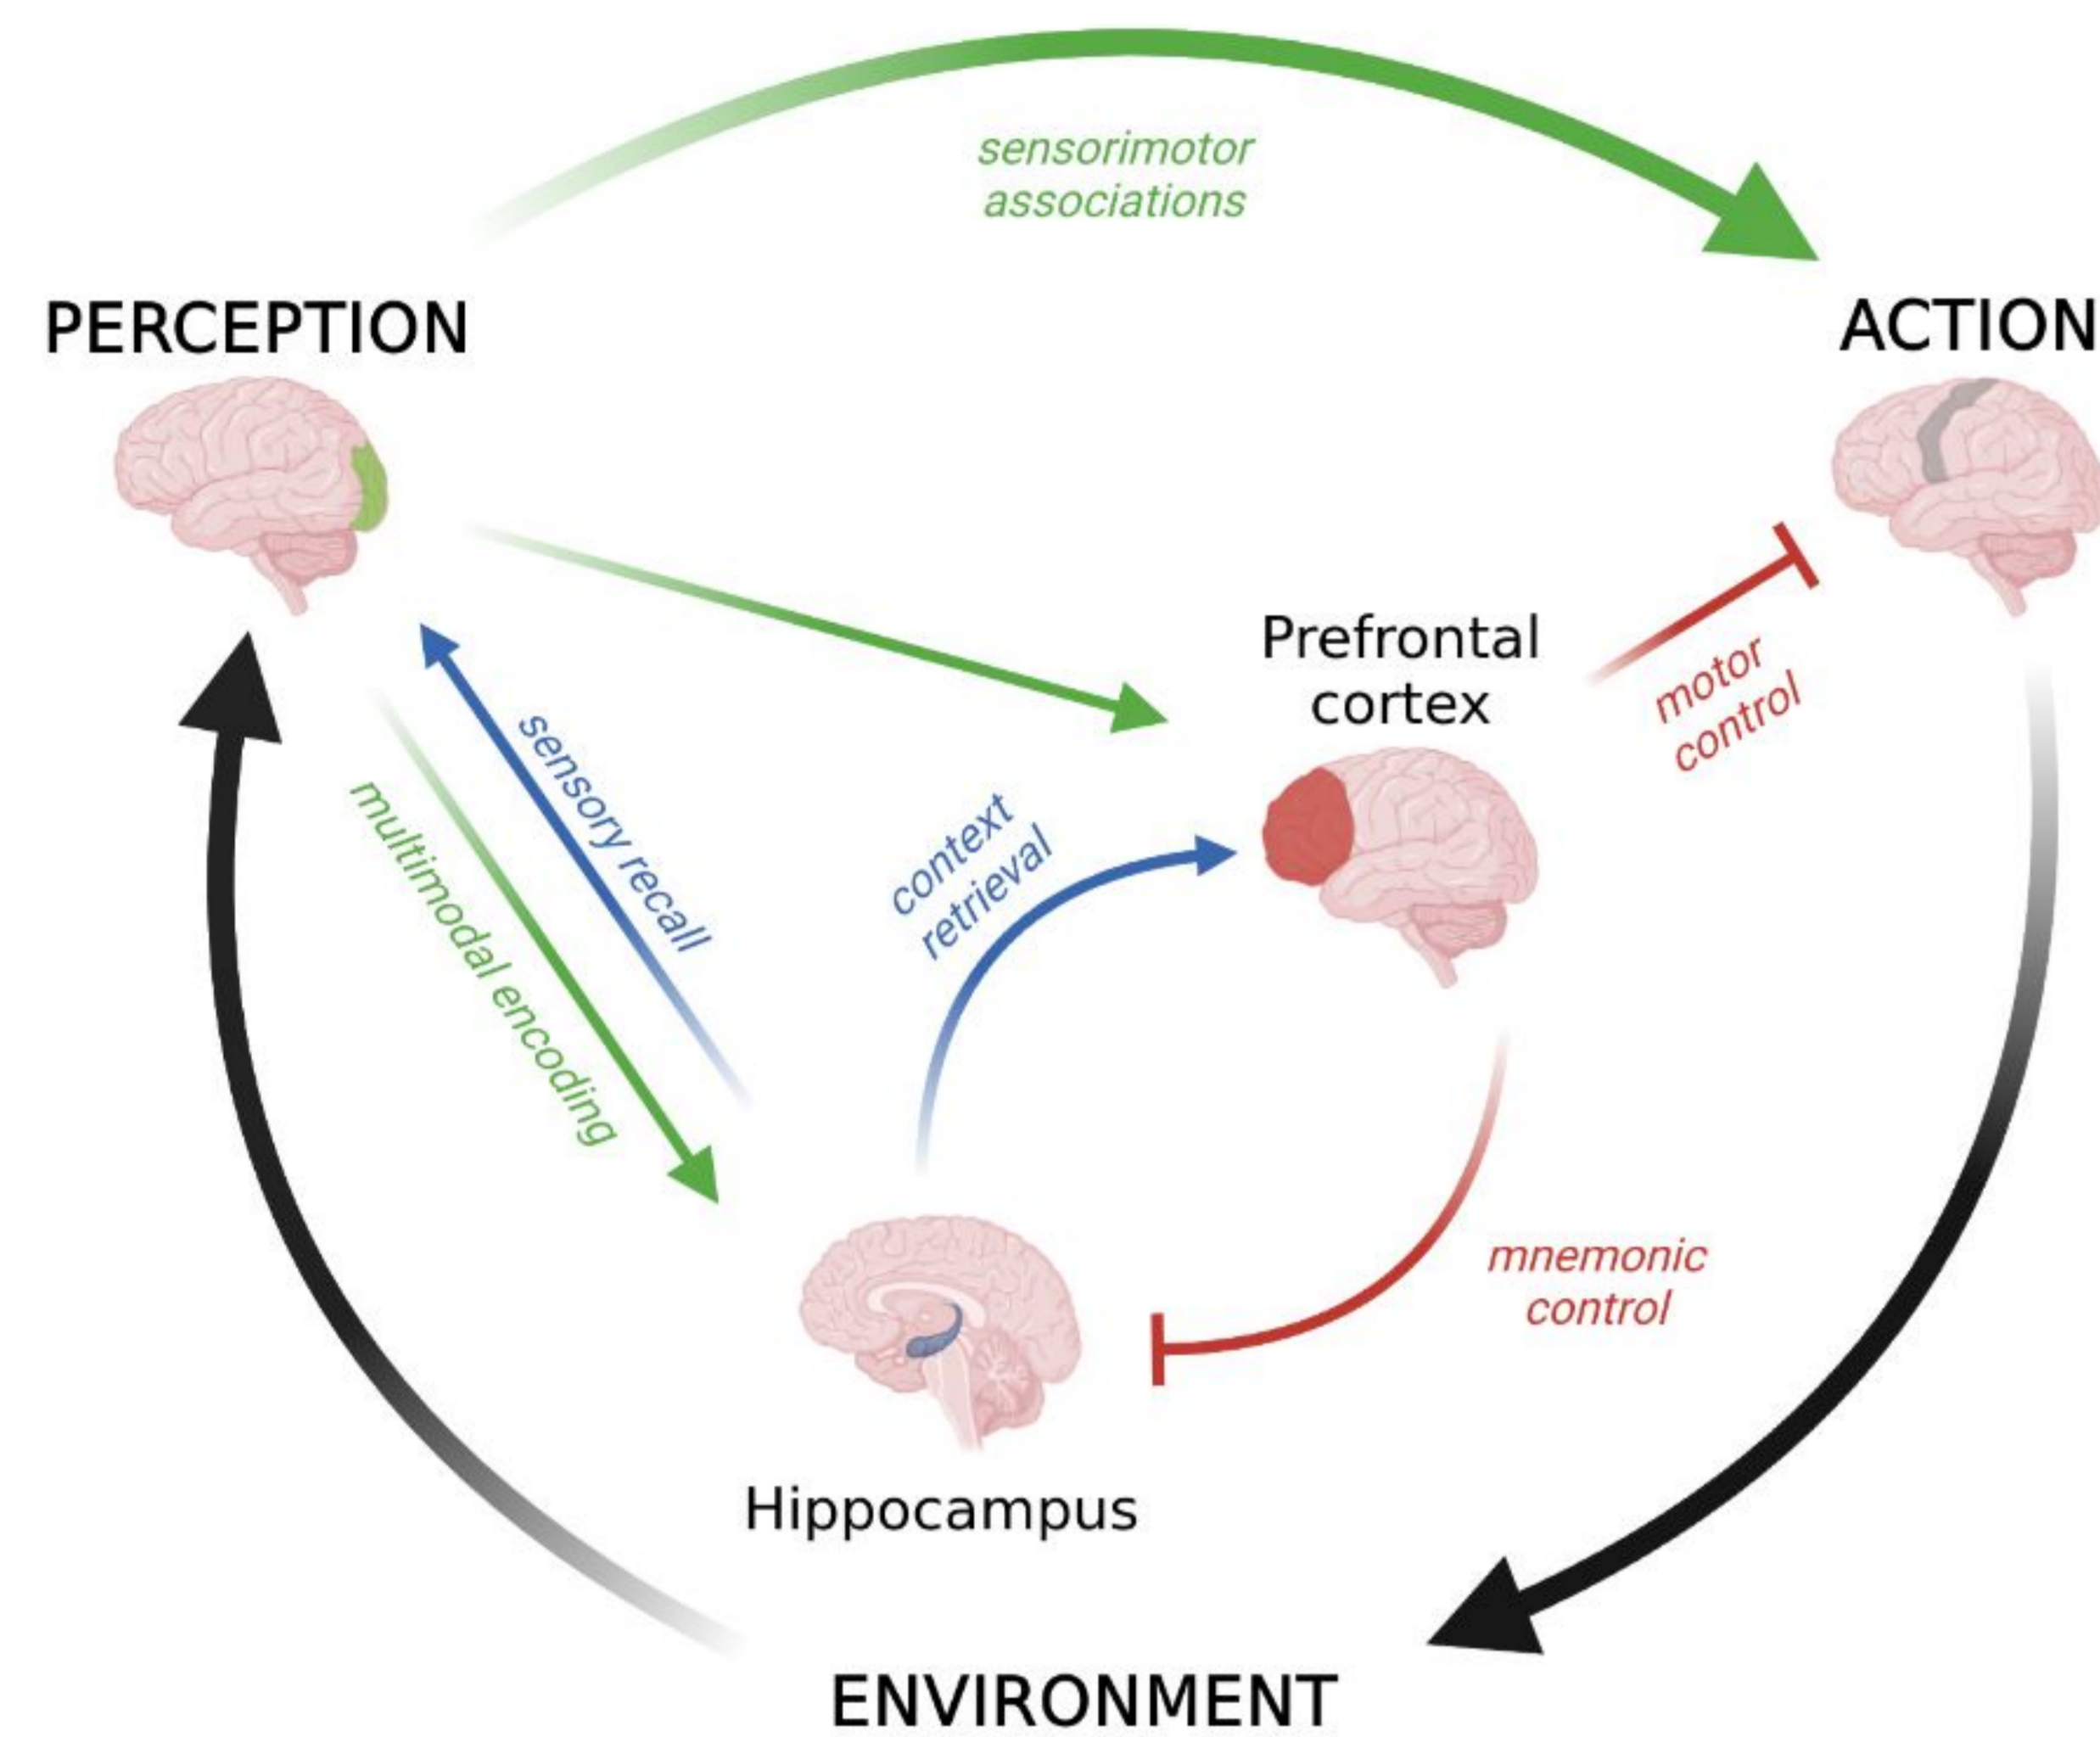 sensorimotor
associations
PERCEPTION
ACTION
Prefrontal
cortex
motor
control
sensory recall
multimodal encoding
context
retrieval
mnemonic
control
Hippocampus
ENVIRONMENT